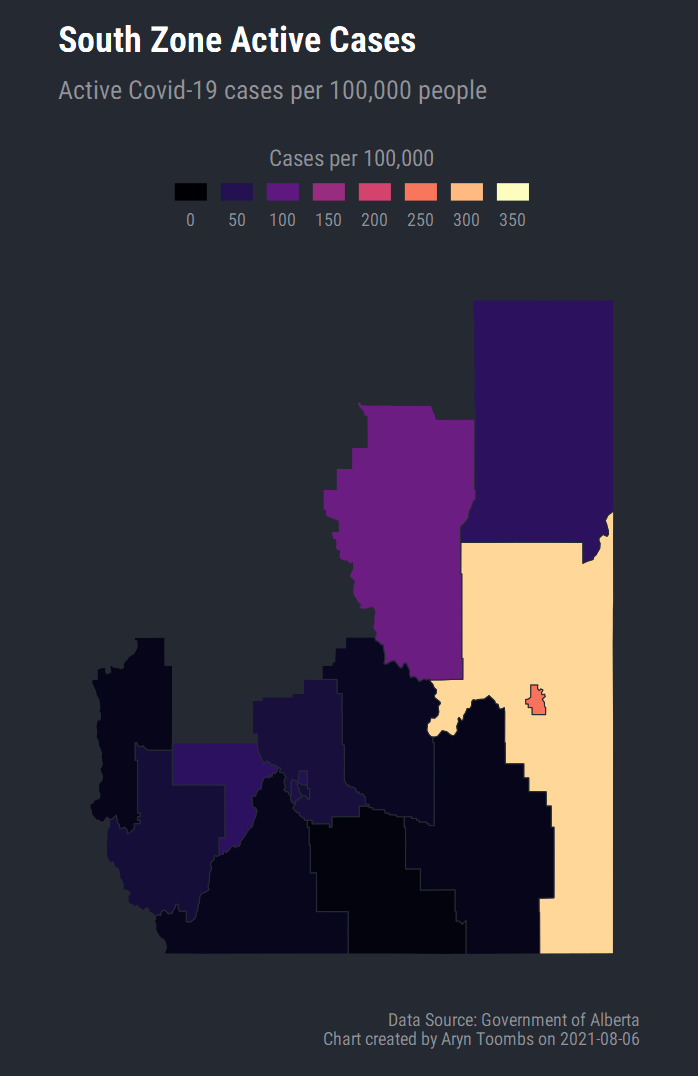 South Zone Active Cases
Active Covid-19 cases per 100,000 people
Cases per 100,000
0 50 100 150 200 250 300 350
Data Source: Government of Alberta
Chart created by Aryn Toombs on 2021-08-06